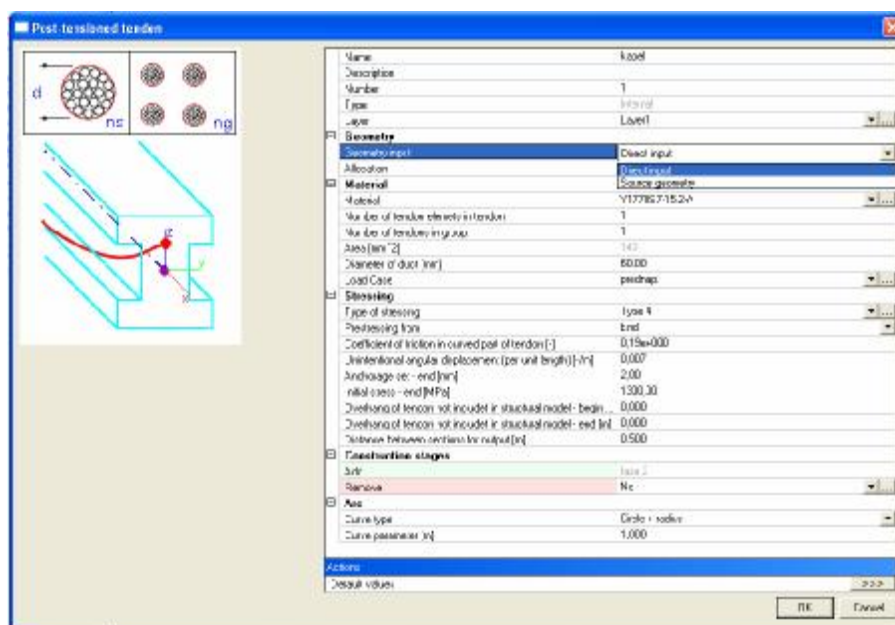 Post-tensioned tendon
d
ns
ng
z
y
x
Name kabel
Description
Number 1
Type Internal
Layer Layer1
Geometry
Geometry input Direct input
Direct input
Allocation
Source geometry
Material
Material
Number of tendon elements in tendon 1
Number of tendons in group 1
Area [mm^2]
Diameter of duct [mm] 60,00
Load Case prednap
Stressing
Type of stressing Type 4
Prestressing from End
Coefficient of friction in curved part of tendon [-] 0,19e+000
Unintentional angular displacement (per unit length) [-/m] 0,007
Anchorage set - end [mm] 2,00
Initial stress - end [MPa]
Overhang of tendon not includet in structural model - begin ... 0,000
Overhang of tendon not includet in structural model - end [m] 0,000
Distance between sections for output [m] 0.500
Construction stages
Remove No
Arc
Curve type Circle + radius
Curve parameter [m] 1,000
Actions
Default values >>>
OK Cancel